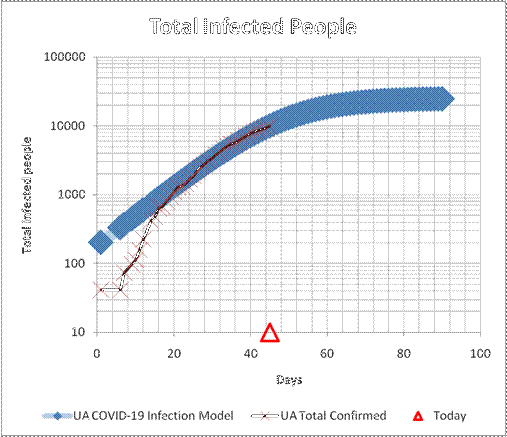 Total Infected People
100000
10000
1000
100
10
Total Infected people
0 20 40 60 80 100
Days
UA COVID-19 Infection Model UA Total Confirmed Today